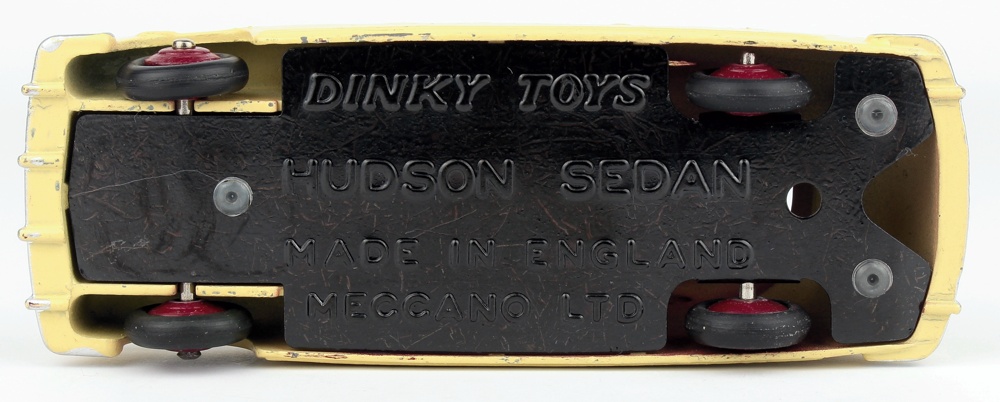 DINKY TOYS
HUDSON SEDAN
MADE IN ENGLAND
MECCANO LTD